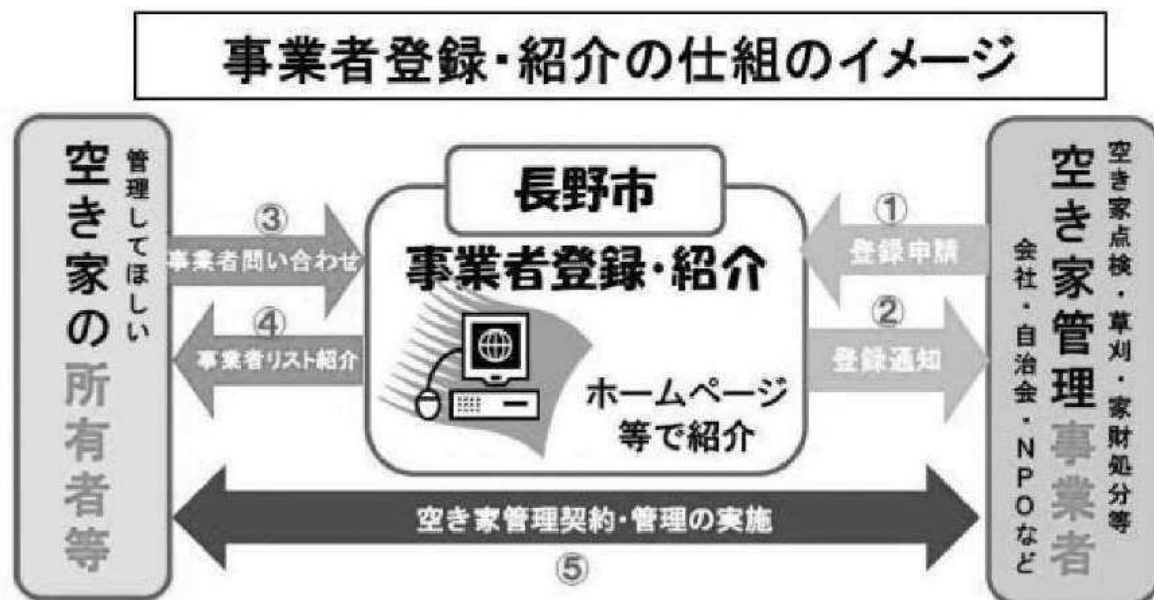 事業者登録・紹介の仕組のイメージ
管理してほしい
空き家の所有者等
③
事業者問い合わせ
④
事業者リスト紹介
長野市
事業者登録・紹介
ホームページ
等で紹介
①
登録申請
②
登録通知
空き家点検・草刈・家財処分等
空き家管理事業者
会社・自治会・NPOなど
空き家管理契約・管理の実施
⑤